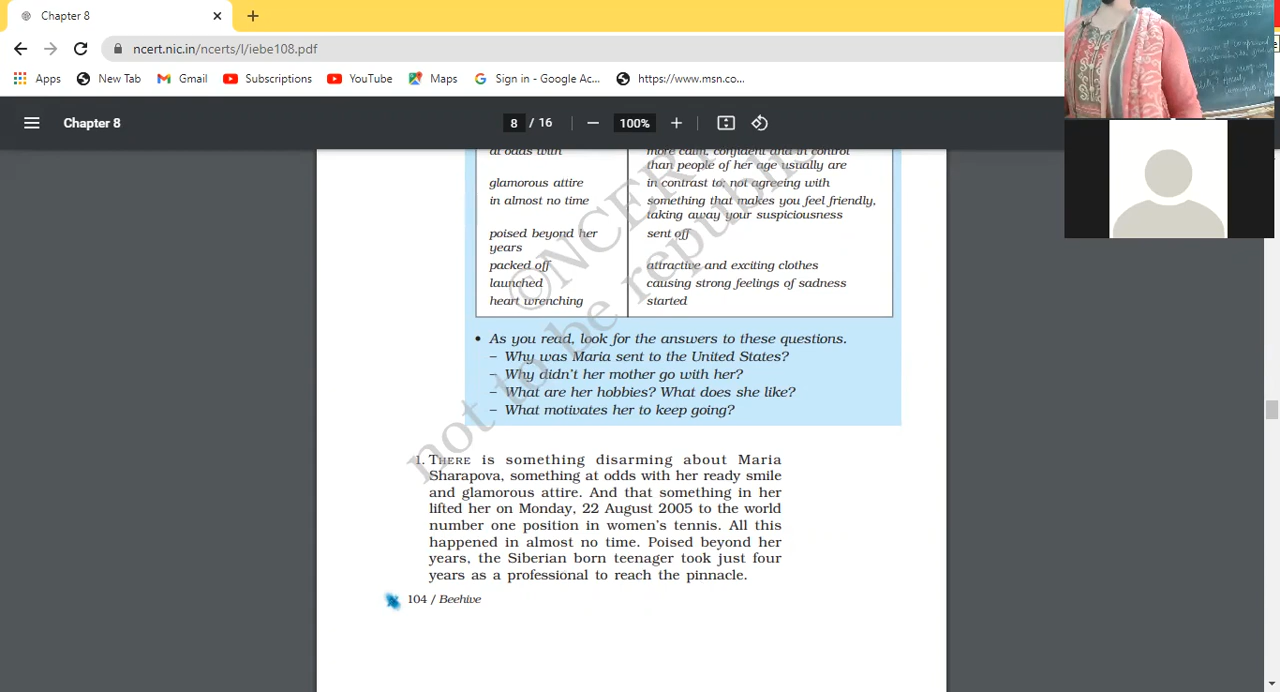 Chapter 8
ncert.nic.in/ncerts/l/iebe108.pdf
Apps
New Tab
Gmail
Subscriptions
YouTube
Maps
Sign in - Google Ac...
https://www.msn.co...
Chapter 8
8 / 16
100%
at odds with
more calm, confident and in control
than people of her age usually are
glamorous attire
in contrast to; not agreeing with
in almost no time
something that makes you feel friendly,
taking away your suspiciousness
poised beyond her
years
sent off
packed off
attractive and exciting clothes
launched
causing strong feelings of sadness
heart wrenching
started
• As you read, look for the answers to these questions.
– Why was Maria sent to the United States?
– Why didn't her mother go with her?
– What are her hobbies? What does she like?
– What motivates her to keep going?
1. THERE is something disarming about Maria
Sharapova, something at odds with her ready smile
and glamorous attire. And that something in her
lifted her on Monday, 22 August 2005 to the world
number one position in women's tennis. All this
happened in almost no time. Poised beyond her
years, the Siberian born teenager took just four
years as a professional to reach the pinnacle.
104 / Beehive
©NCERT
not to be republi